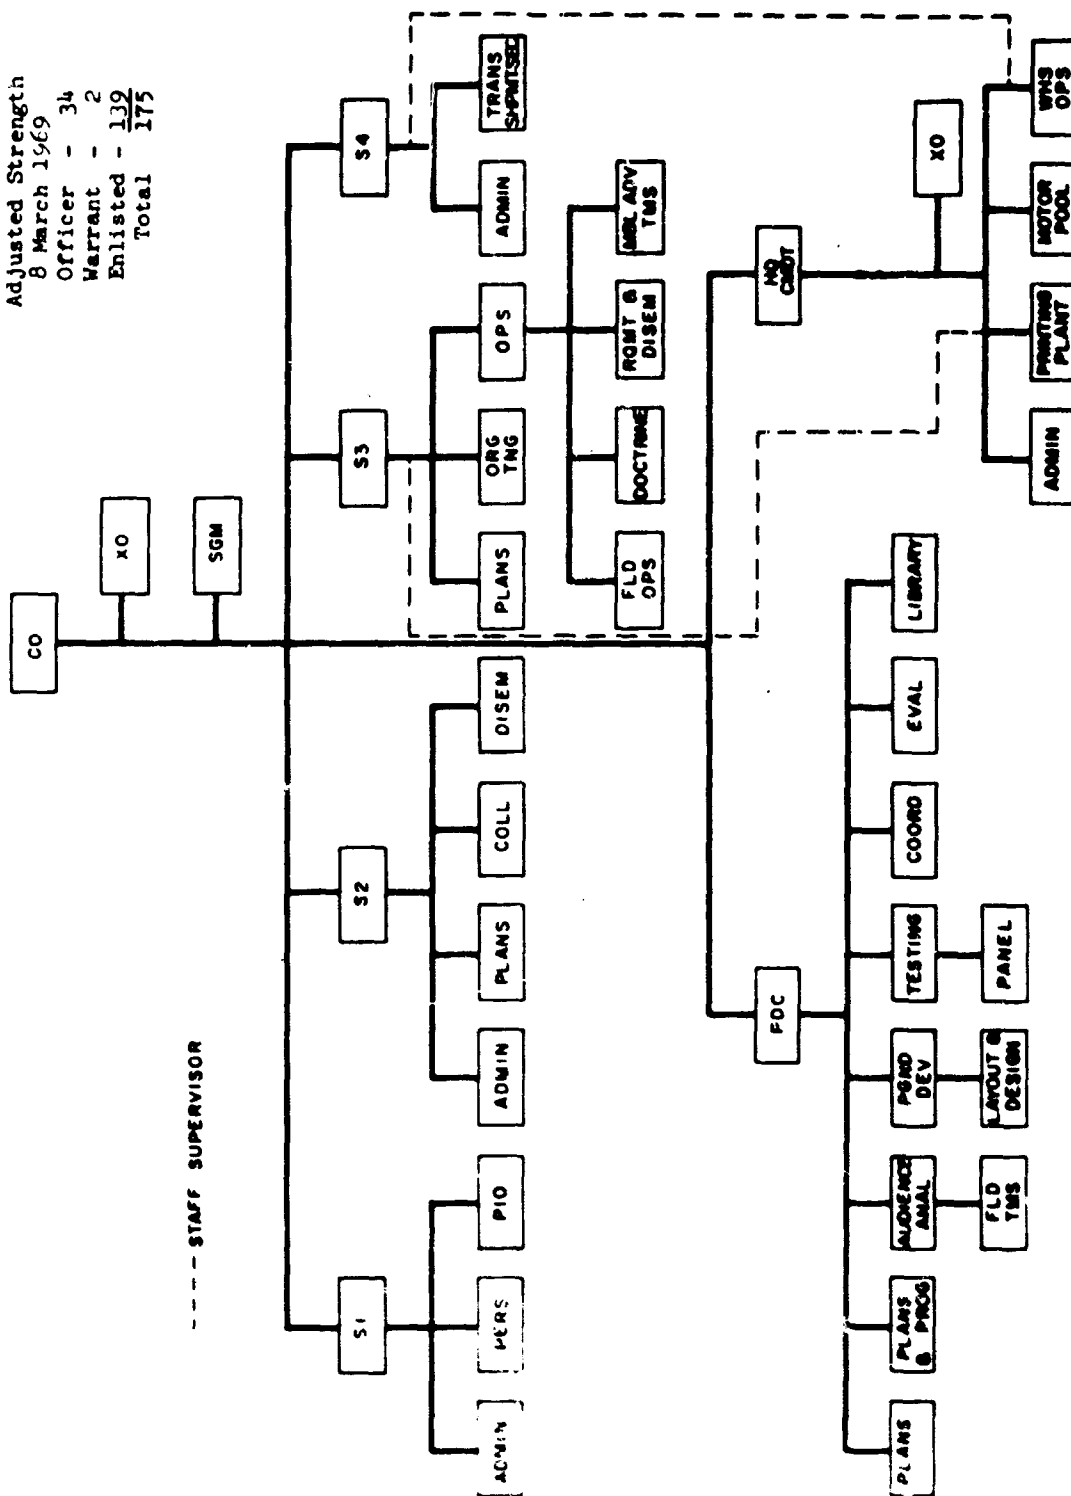 Adjusted Strength
8 March 1969
Officer - 34
Warrant - 2
Enlisted - 139
Total 175
---- STAFF SUPERVISOR
CO
XO
SGM
S1
S2
S3
S4
ADMIN
PERS
PIO
ADMIN
PLANS
COLL
DISEM
PLANS
ORG
TNG
OPS
ADMIN
TRANS
SHPMTSEC
FLD
OPS
DOCTRINE
RQMT &
DISEM
MBL ADV
TMS
FDC
HQ
CMDT
XO
PLANS
PLANS
& PROG
AUDIENCE
ANAL
PGMD
DEV
TESTING
COORD
EVAL
LIBRARY
FLD
TMS
LAYOUT &
DESIGN
PANEL
ADMIN
PRINTING
PLANT
MOTOR
POOL
WHS
OPS